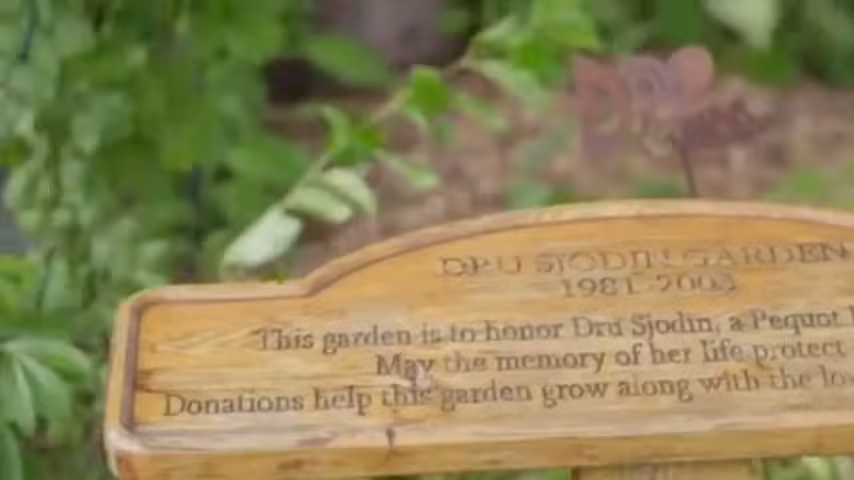 DRU SJODIN GARDEN
1981-2003
This garden is to honor Dru Sjodin, a Pequot
May the memory of her life protect
Donations help this garden grow along with the